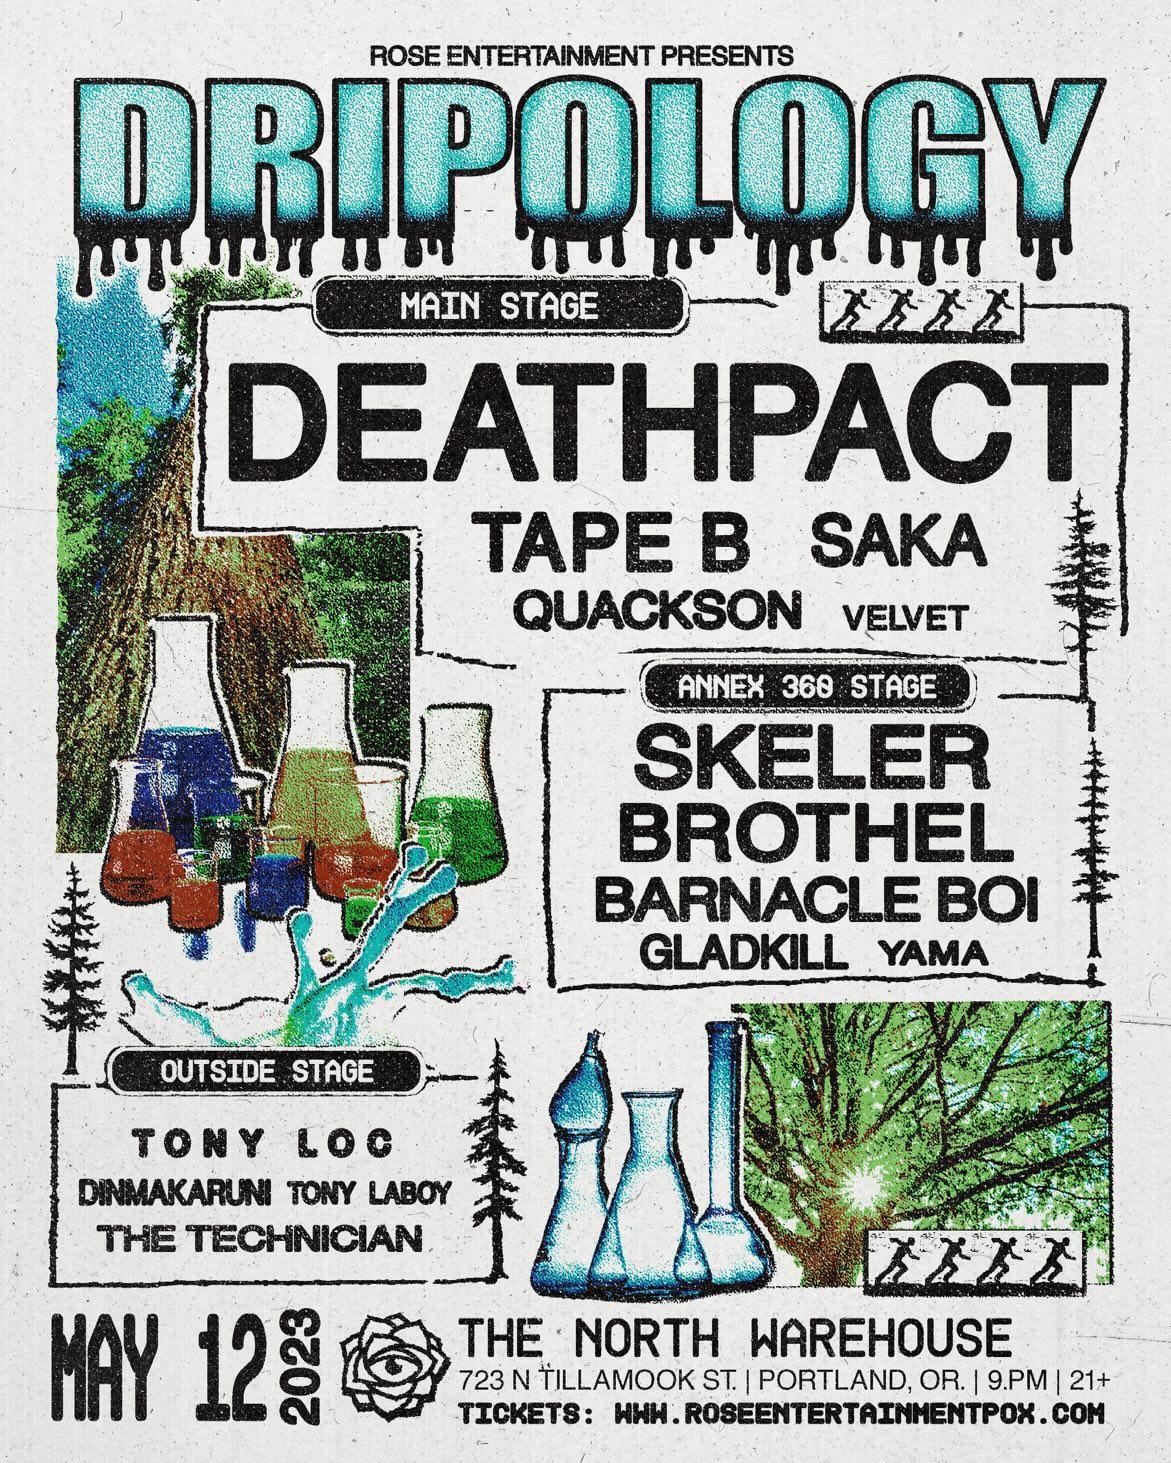 ROSE ENTERTAINMENT PRESENTS
DRIPOLOGY
MAIN STAGE
DEATHPACT
TAPE B SAKA
QUACKSON VELVET
ANNEX 360 STAGE
SKELER
BROTHEL
BARNACLE BOI
GLADKILL YAMA
OUTSIDE STAGE
TONY LOC
DINMAKARUNI TONY LABOY
THE TECHNICIAN
MAY 12 2023
THE NORTH WAREHOUSE
723 N TILLAMOOK ST. | PORTLAND, OR. | 9.PM | 21+
TICKETS: WWW.ROSEENTERTAINMENTPDX.COM